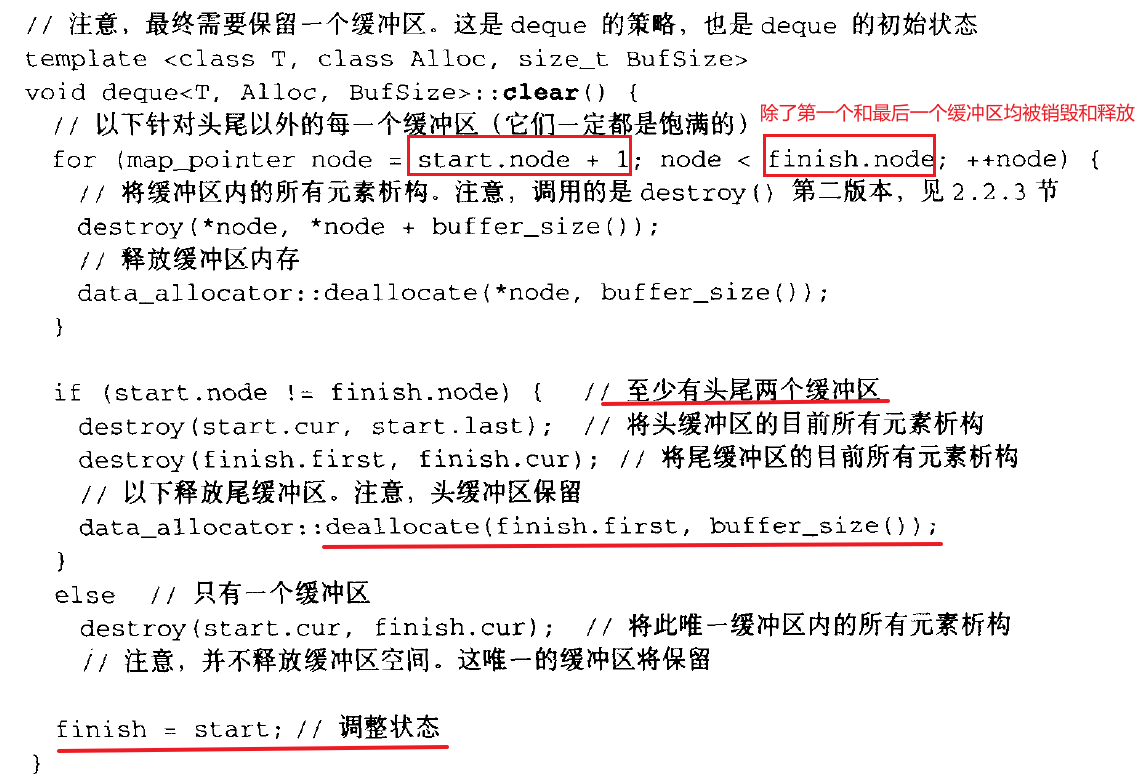 // 注意，最终需要保留一个缓冲区。这是 deque 的策略，也是 deque 的初始状态
template <class T, class Alloc, size_t BufSize>
void deque<T, Alloc, BufSize>::clear() {
除了第一个和最后一个缓冲区均被销毁和释放
// 以下针对头尾以外的每一个缓冲区（它们一定都是饱满的）
for (map_pointer node = start.node + 1; node < finish.node; ++node) {
// 将缓冲区内的所有元素析构。注意，调用的是 destroy() 第二版本，见 2.2.3 节
destroy(*node, *node + buffer_size());
// 释放缓冲区内存
data_allocator::deallocate(*node, buffer_size());
}
if (start.node != finish.node) { // 至少有头尾两个缓冲区
destroy(start.cur, start.last); // 将头缓冲区的目前所有元素析构
destroy(finish.first, finish.cur); // 将尾缓冲区的目前所有元素析构
// 以下释放尾缓冲区。注意，头缓冲区保留
data_allocator::deallocate(finish.first, buffer_size());
}
else // 只有一个缓冲区
destroy(start.cur, finish.cur); // 将此唯一缓冲区内的所有元素析构
// 注意，并不释放缓冲区空间。这唯一的缓冲区将保留
finish = start; // 调整状态
}